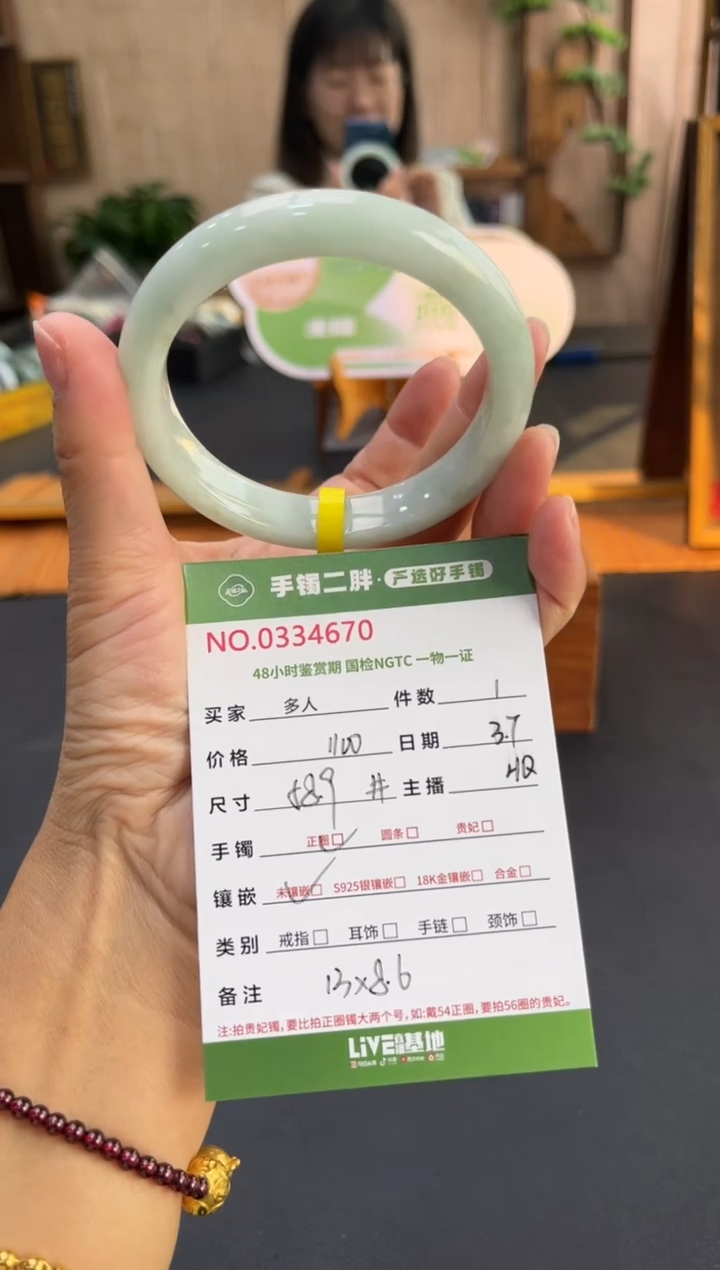 手镯二胖·严选好手镯
NO.0334670
48小时鉴赏期 国检NGTC 一物一证
买家 多人 件数 1
价格 1100 日期 3.7
尺寸 58.9 # 主播
手镯 正圈 圆条 贵妃
镶嵌 未镶嵌 S925银镶嵌 18K金镶嵌 合金
类别 戒指 耳饰 手链 颈饰
备注 13×8.6
注:拍贵妃镯,要比拍正圈镯大两个号,如:戴54正圈,要拍56圈的贵妃。
LiVE 基地